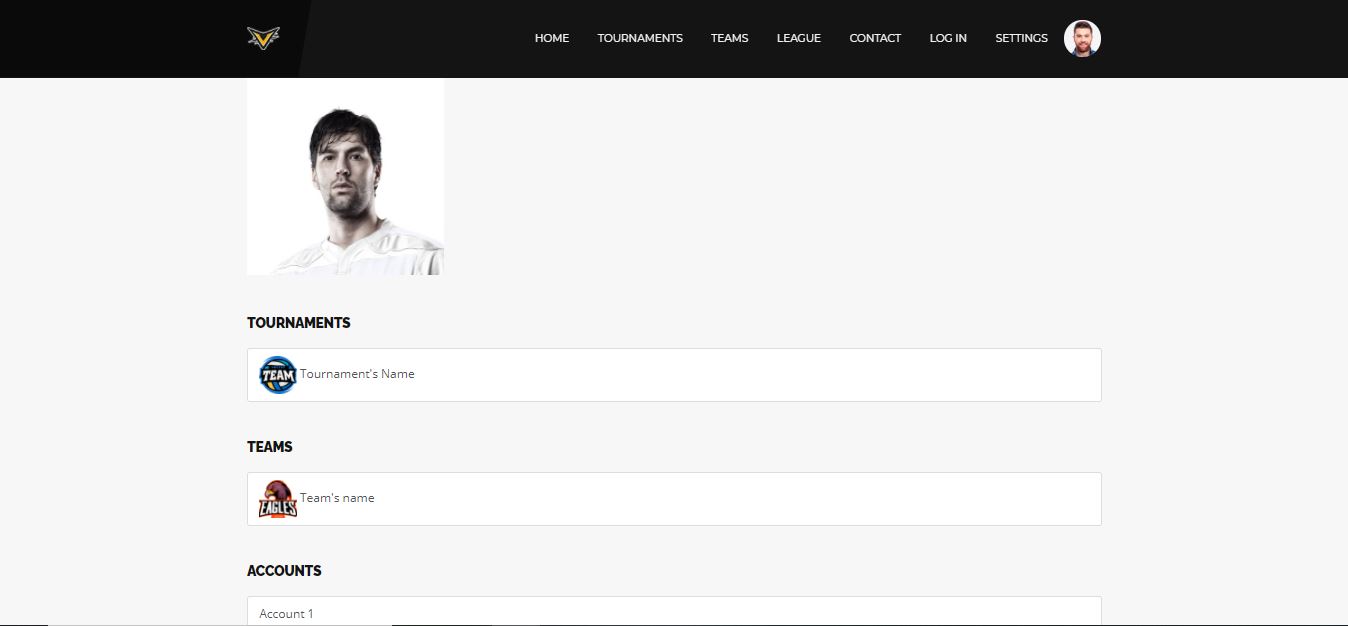 HOME TOURNAMENTS TEAMS LEAGUE CONTACT LOG IN SETTINGS
TOURNAMENTS
TEAM Tournament's Name
TEAMS
EAGLES Team's name
ACCOUNTS
Account 1